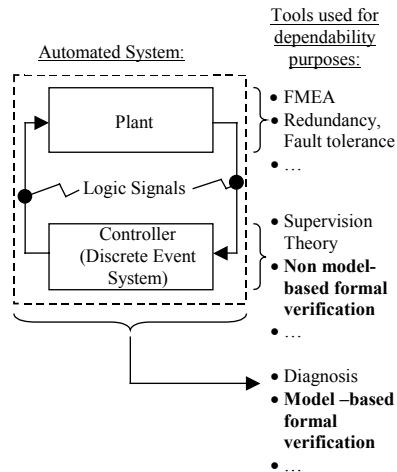 Automated System:
Tools used for
dependability
purposes:
Plant
• FMEA
• Redundancy,
Fault tolerance
• …
Logic Signals
Controller
(Discrete Event
System)
• Supervision
Theory
• Non model-
based formal
verification
• …
• Diagnosis
• Model –based
formal
verification
• …